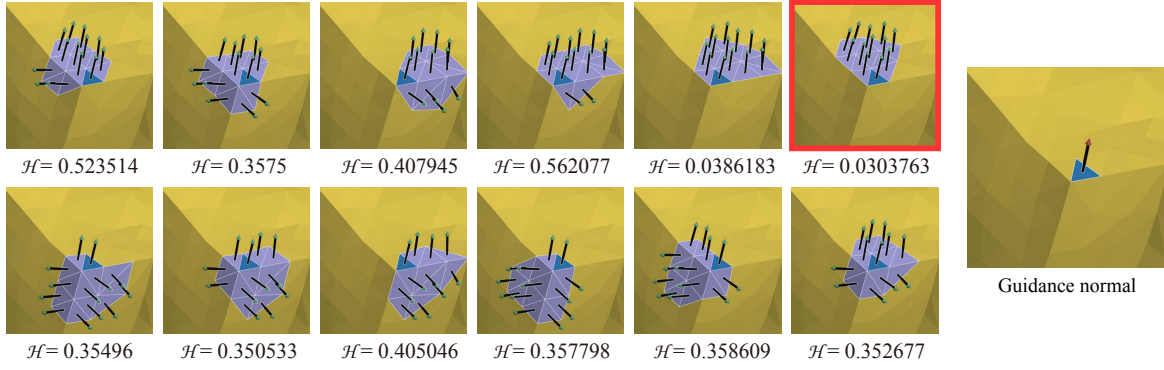 ℋ = 0.523514
ℋ = 0.3575
ℋ = 0.407945
ℋ = 0.562077
ℋ = 0.0386183
ℋ = 0.0303763
Guidance normal
ℋ = 0.35496
ℋ = 0.350533
ℋ = 0.405046
ℋ = 0.357798
ℋ = 0.358609
ℋ = 0.352677